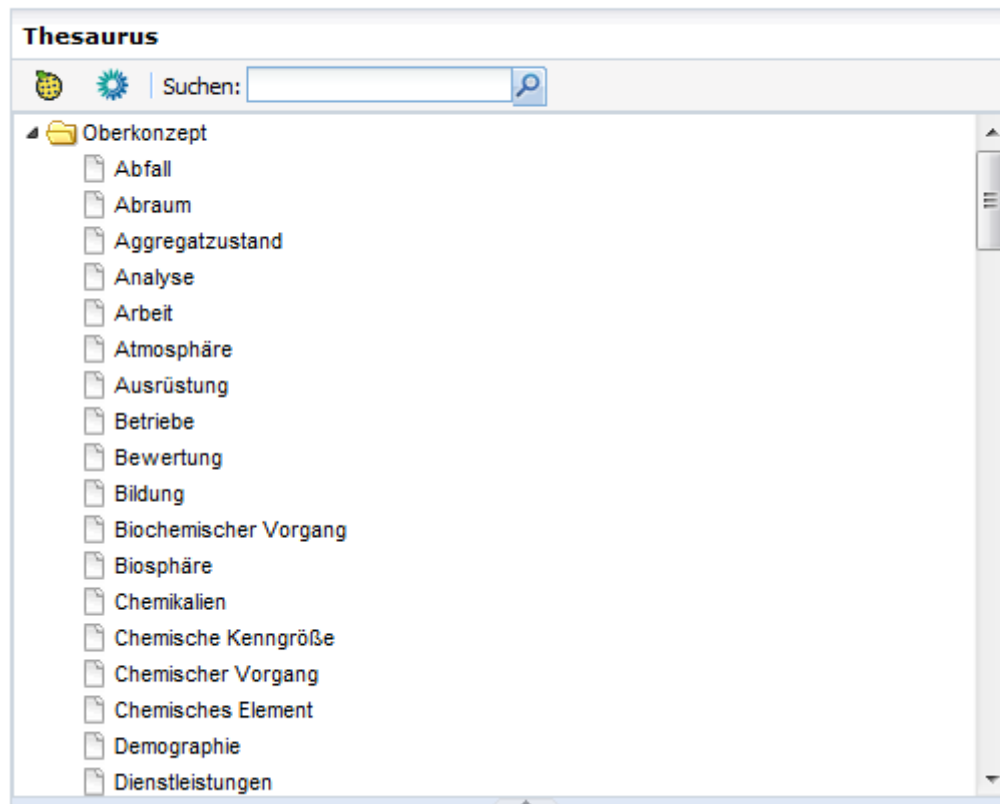 Thesaurus
Suchen:
Oberkonzept
Abfall
Abraum
Aggregatzustand
Analyse
Arbeit
Atmosphäre
Ausrüstung
Betriebe
Bewertung
Bildung
Biochemischer Vorgang
Biosphäre
Chemikalien
Chemische Kenngröße
Chemischer Vorgang
Chemisches Element
Demographie
Dienstleistungen